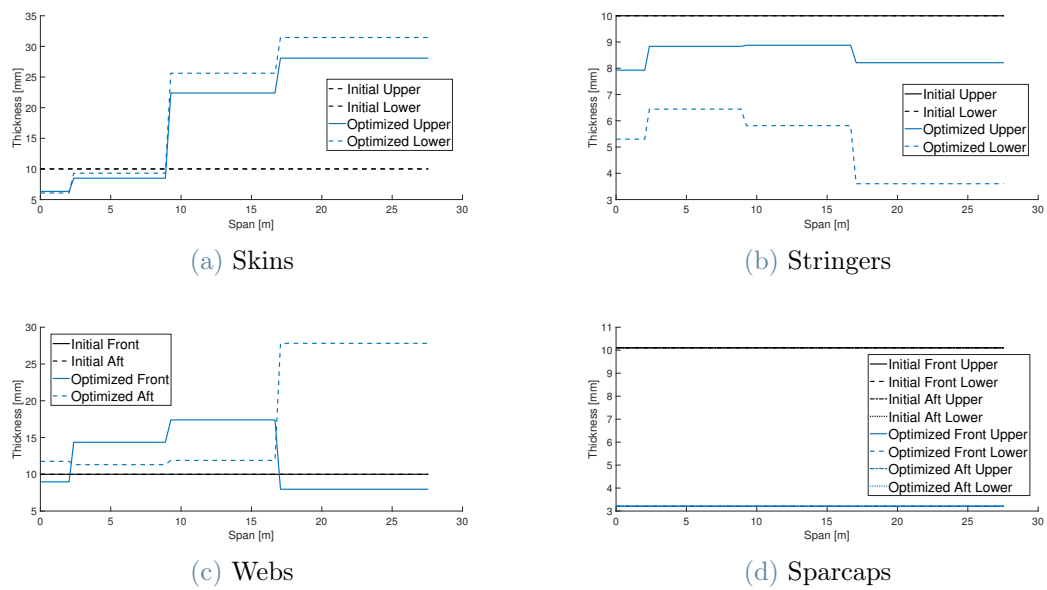 35
30
25
20
15
10
5
0
5
10
15
20
25
30
Thickness [mm]
Span [m]
Initial Upper
Initial Lower
Optimized Upper
Optimized Lower
(a) Skins
10
9
8
7
6
5
4
3
0
5
10
15
20
25
30
Thickness [mm]
Span [m]
Initial Upper
Initial Lower
Optimized Upper
Optimized Lower
(b) Stringers
30
25
20
15
10
5
0
5
10
15
20
25
30
Thickness [mm]
Span [m]
Initial Front
Initial Aft
Optimized Front
Optimized Aft
(c) Webs
11
10
9
8
7
6
5
4
3
0
5
10
15
20
25
30
Thickness [mm]
Span [m]
Initial Front Upper
Initial Front Lower
Initial Aft Upper
Initial Aft Lower
Optimized Front Upper
Optimized Front Lower
Optimized Aft Upper
Optimized Aft Lower
(d) Sparcaps